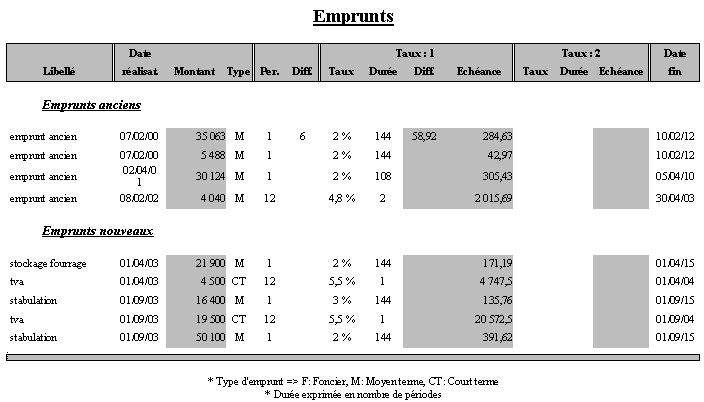 Emprunts
Date Taux : 1 Taux : 2 Date
Libellé réalisat. Montant Type Per. Diff. Taux Durée Diff. Echéance Taux Durée Echéance fin
Emprunts anciens
emprunt ancien 07/02/00 35 063 M 1 6 2 % 144 58,92 284,63 10/02/12
emprunt ancien 07/02/00 5 488 M 1 2 % 144 42,97 10/02/12
emprunt ancien 02/04/01 30 124 M 1 2 % 108 305,43 05/04/10
emprunt ancien 08/02/02 4 040 M 12 4,8 % 2 2 015,69 30/04/03
Emprunts nouveaux
stockage fourrage 01/04/03 21 900 M 1 2 % 144 171,19 01/04/15
tva 01/04/03 4 500 CT 12 5,5 % 1 4 747,5 01/04/04
stabulation 01/09/03 16 400 M 1 3 % 144 135,76 01/09/15
tva 01/09/03 19 500 CT 12 5,5 % 1 20 572,5 01/09/04
stabulation 01/09/03 50 100 M 1 2 % 144 391,62 01/09/15
* Type d'emprunt => F: Foncier, M: Moyen terme, CT: Court terme
* Durée exprimée en nombre de périodes